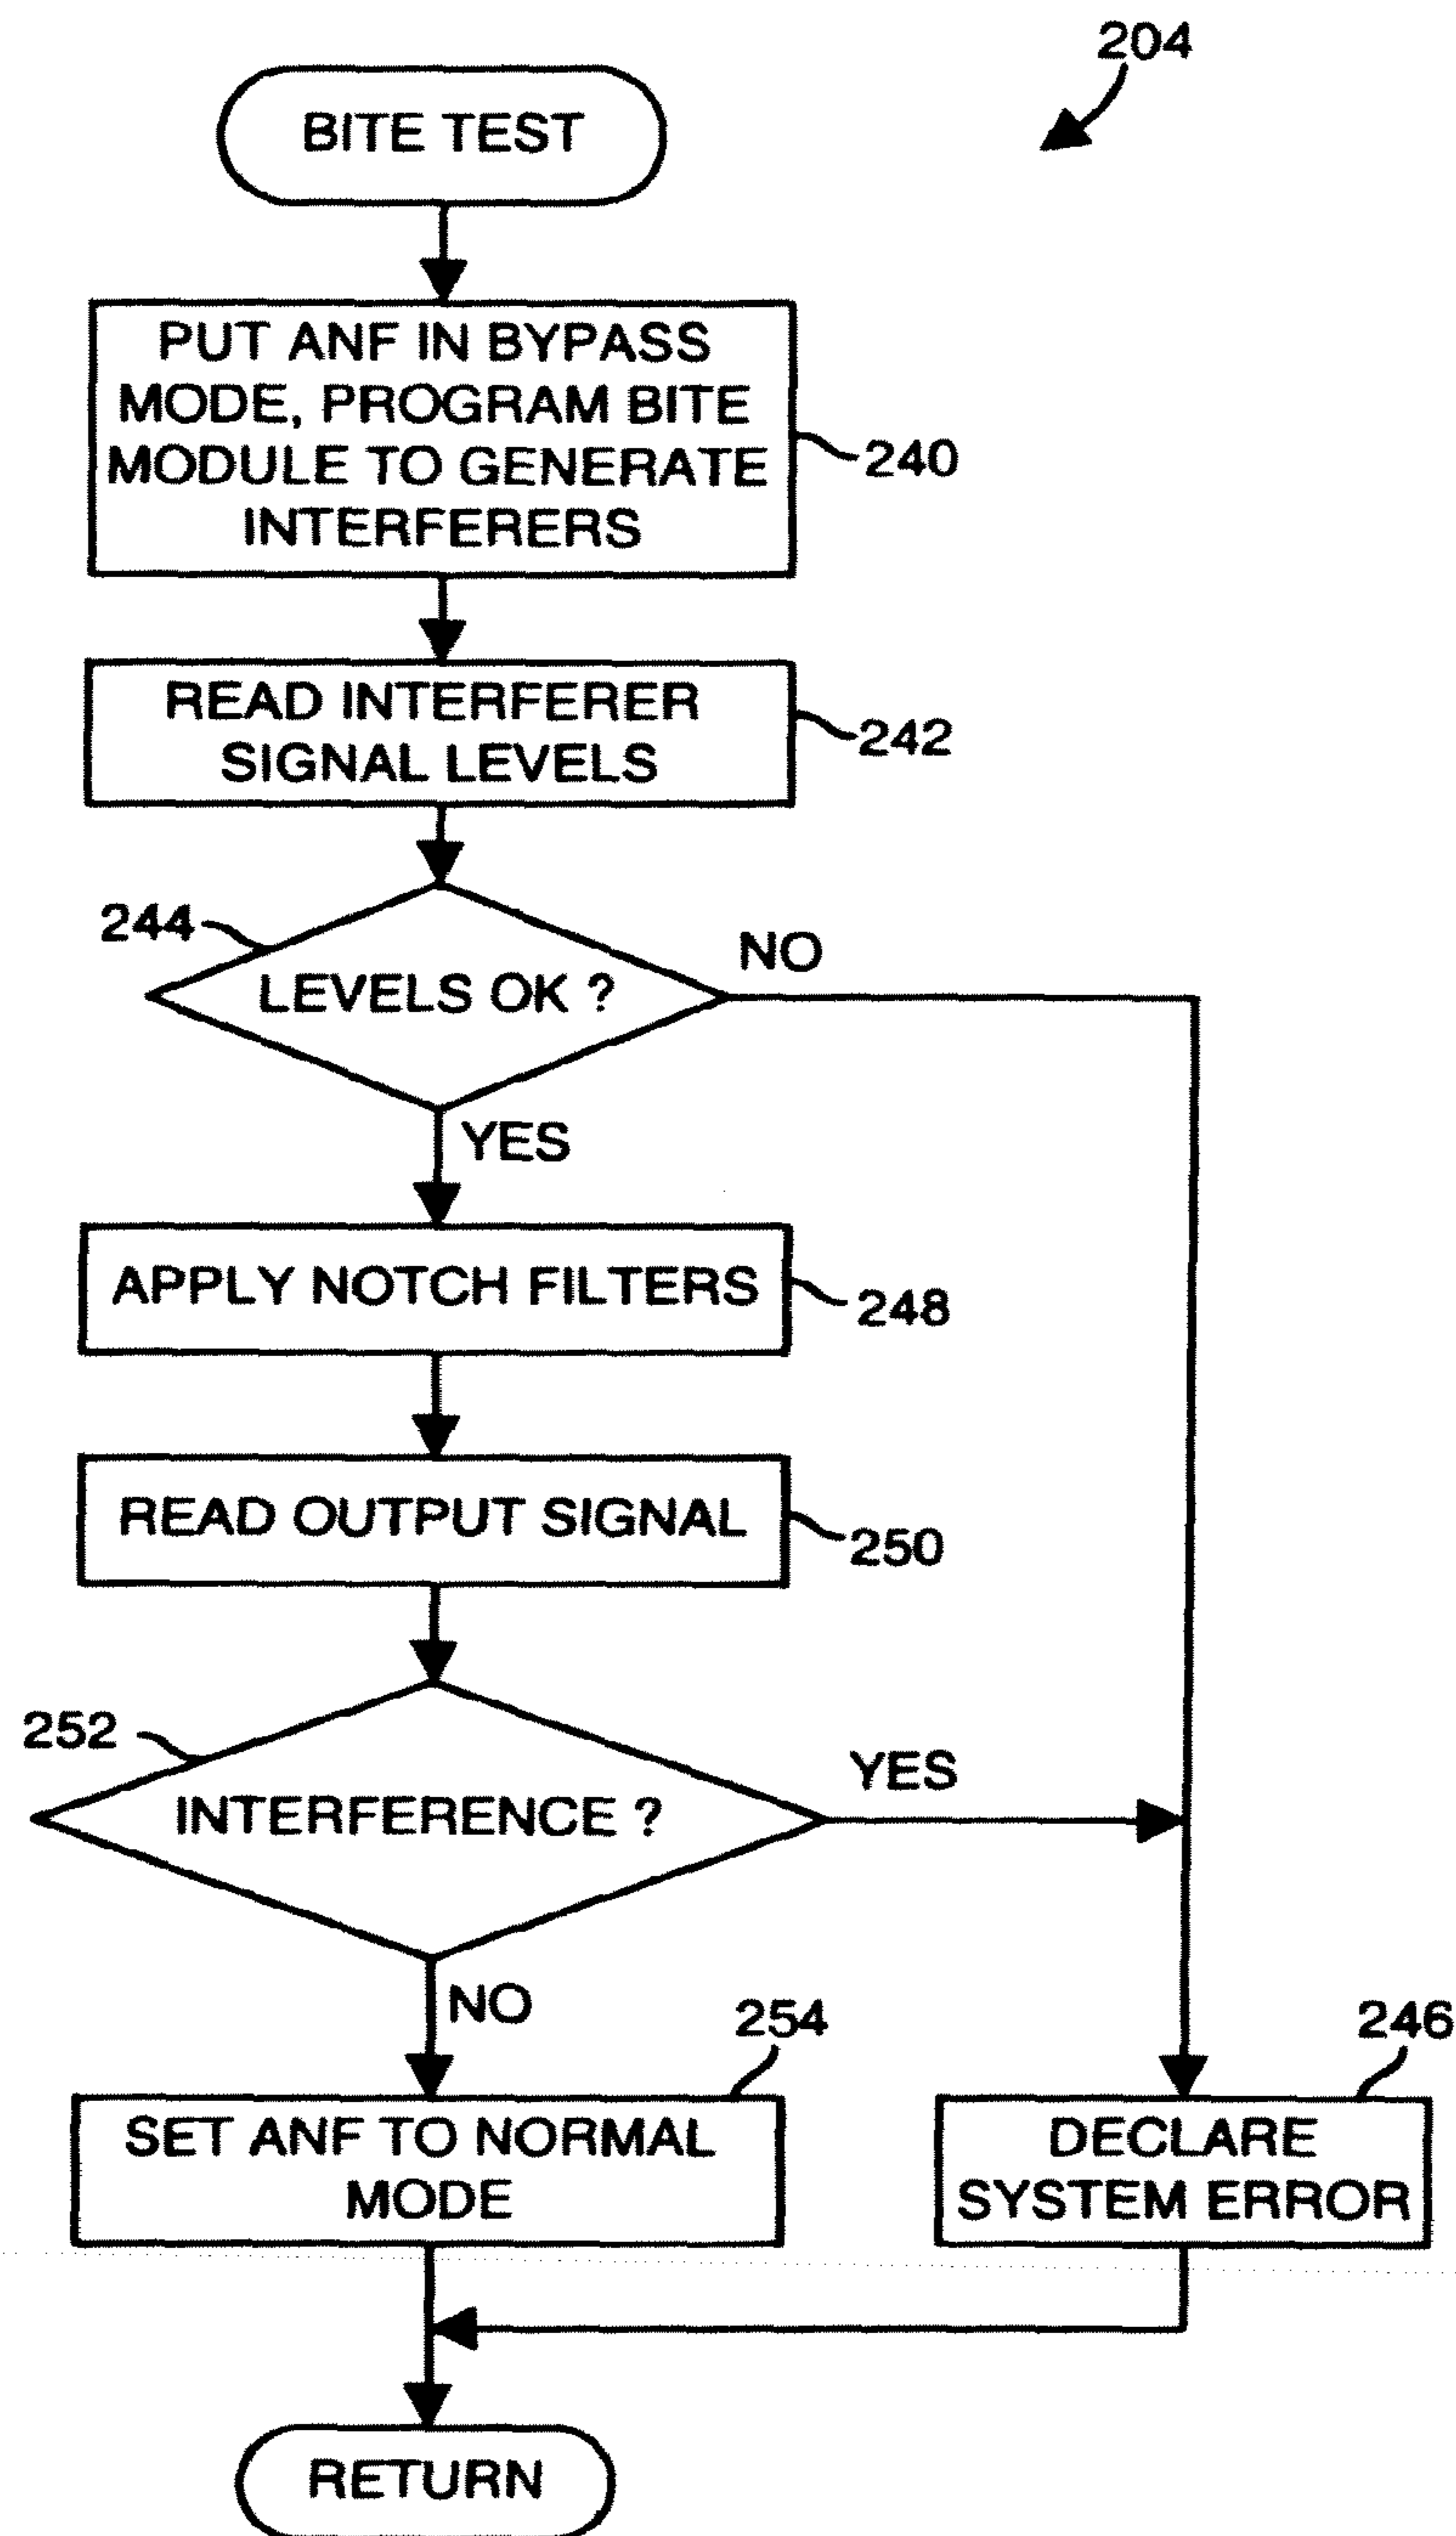 204
BITE TEST
PUT ANF IN BYPASS
MODE, PROGRAM BITE
MODULE TO GENERATE
INTERFERERS
240
READ INTERFERER
SIGNAL LEVELS
242
244
LEVELS OK ?
NO
YES
APPLY NOTCH FILTERS
248
READ OUTPUT SIGNAL
250
252
INTERFERENCE ?
YES
NO
254
246
SET ANF TO NORMAL
MODE
DECLARE
SYSTEM ERROR
RETURN